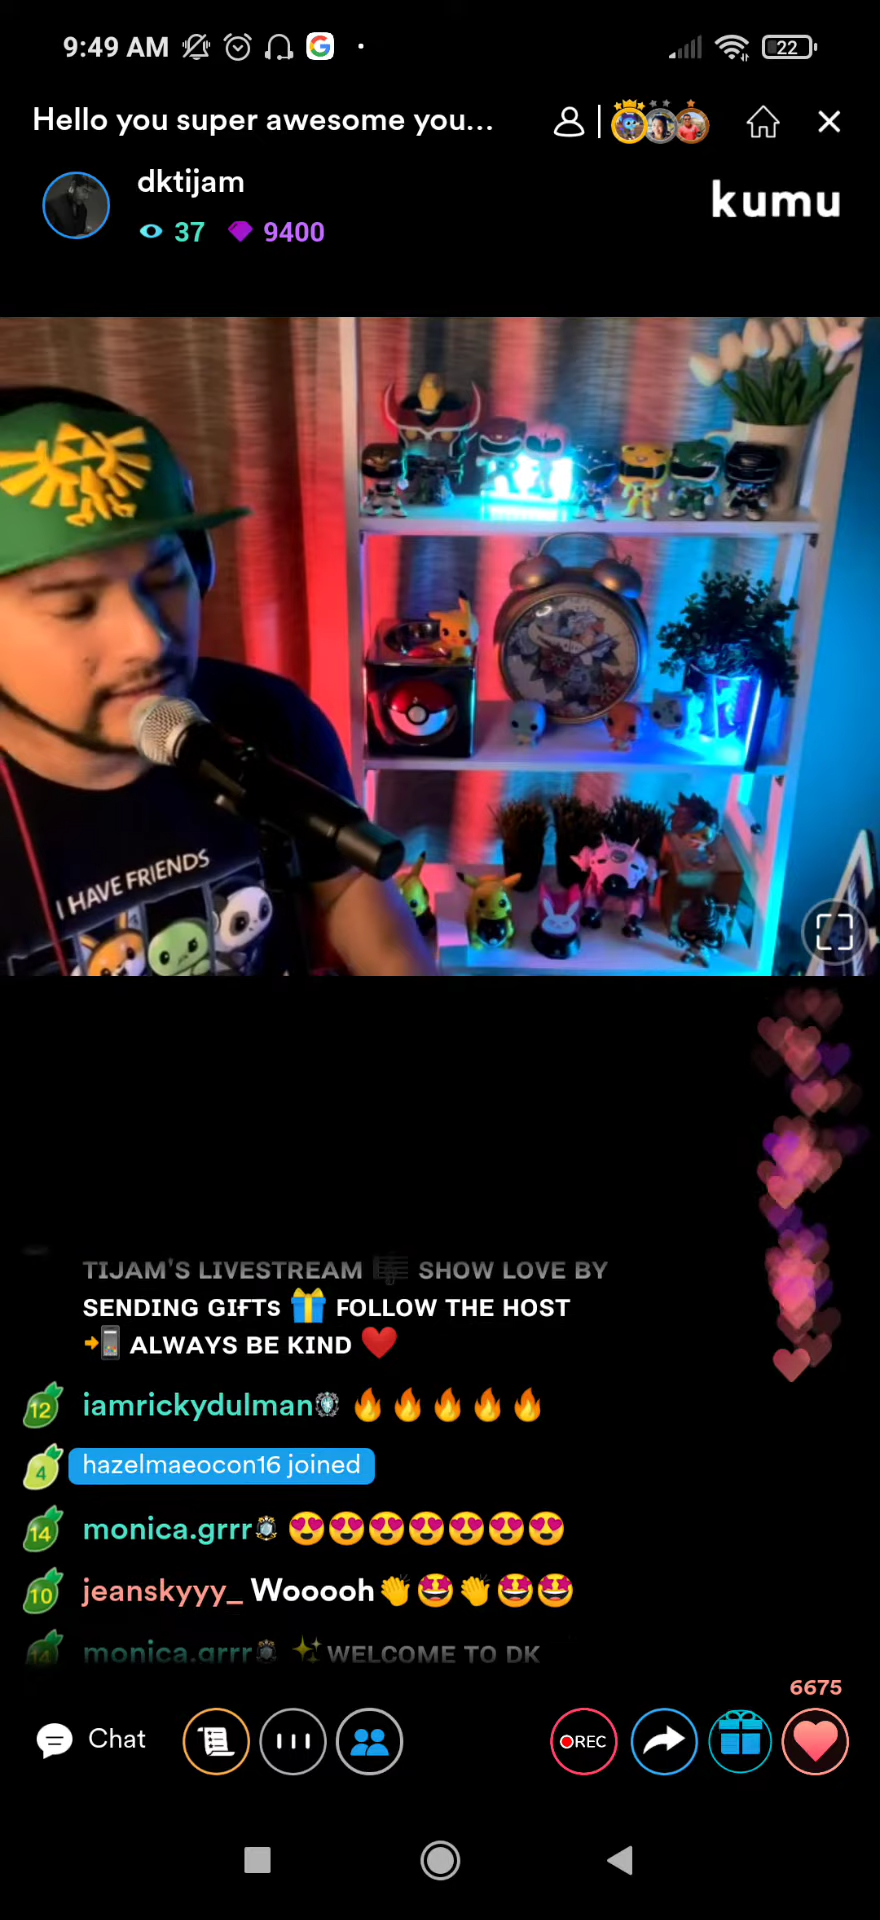 9:49 AM
22
Hello you super awesome you...
dktijam
37 9400
kumu
I HAVE FRIENDS
TIJAM'S LIVESTREAM 🎼 SHOW LOVE BY
SENDING GIFTs 🎁 FOLLOW THE HOST
📲 ALWAYS BE KIND ❤️
12 iamrickydulman 🔥🔥🔥🔥🔥
4 hazelmaeocon16 joined
14 monica.grrr 😍😍😍😍😍😍😍
10 jeanskyyy_ Wooooh👏🤩👏🤩🤩
14 monica.grrr ✨WELCOME TO DK
6675
Chat
REC